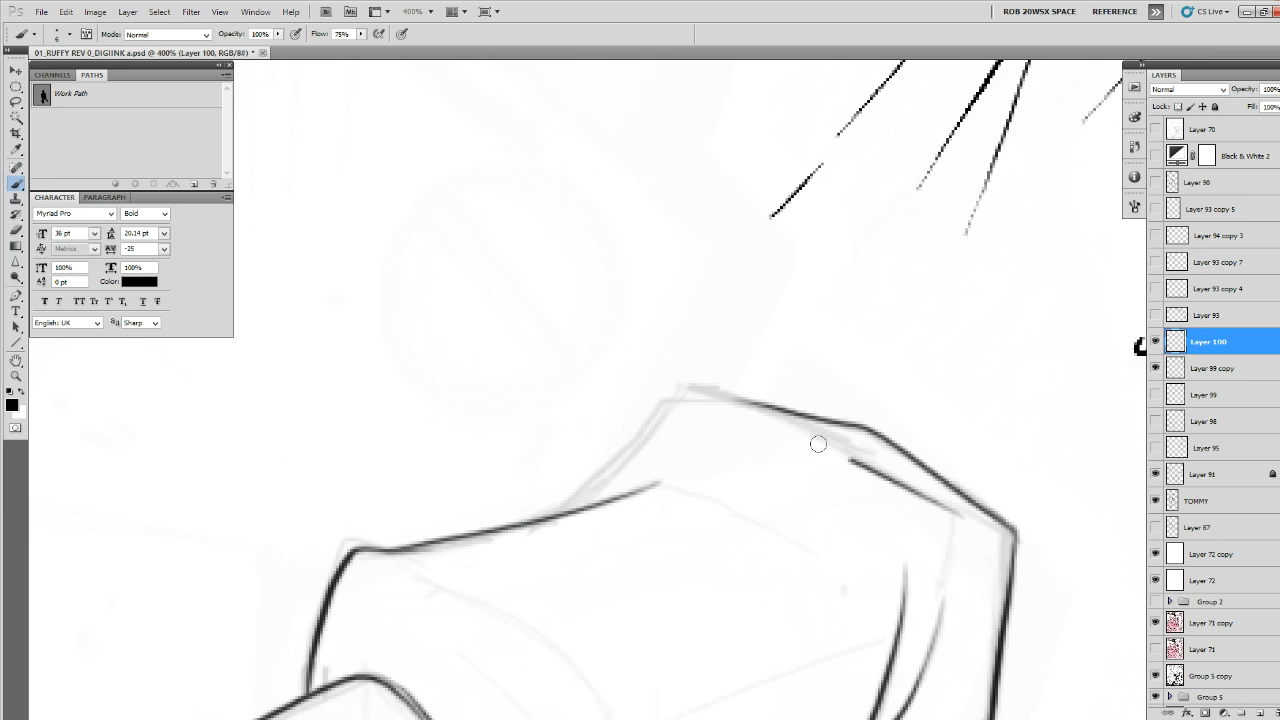 Ps File Edit Image Layer Select Filter View Window Help Br Mb 400% ROB 20WSX SPACE REFERENCE CS Live
6 Mode: Normal Opacity: 100% Flow: 75%
01_RUFFY REV 0_DIGIINK a.psd @ 400% (Layer 100, RGB/8#) *
CHANNELS PATHS
Work Path
CHARACTER PARAGRAPH
Myriad Pro Bold
36 pt 20,14 pt
Metrics -25
100% 100%
0 pt Color:
English: UK Sharp
LAYERS
Normal Opacity: 100%
Lock: Fill: 100%
Layer 70
Black & White 2
Layer 90
Layer 93 copy 5
Layer 94 copy 3
Layer 93 copy 7
Layer 93 copy 4
Layer 93
Layer 100
Layer 99 copy
Layer 99
Layer 98
Layer 95
Layer 91
TOMMY
Layer 87
Layer 72 copy
Layer 72
Group 2
Layer 71 copy
Layer 71
Group 5 copy
Group 5